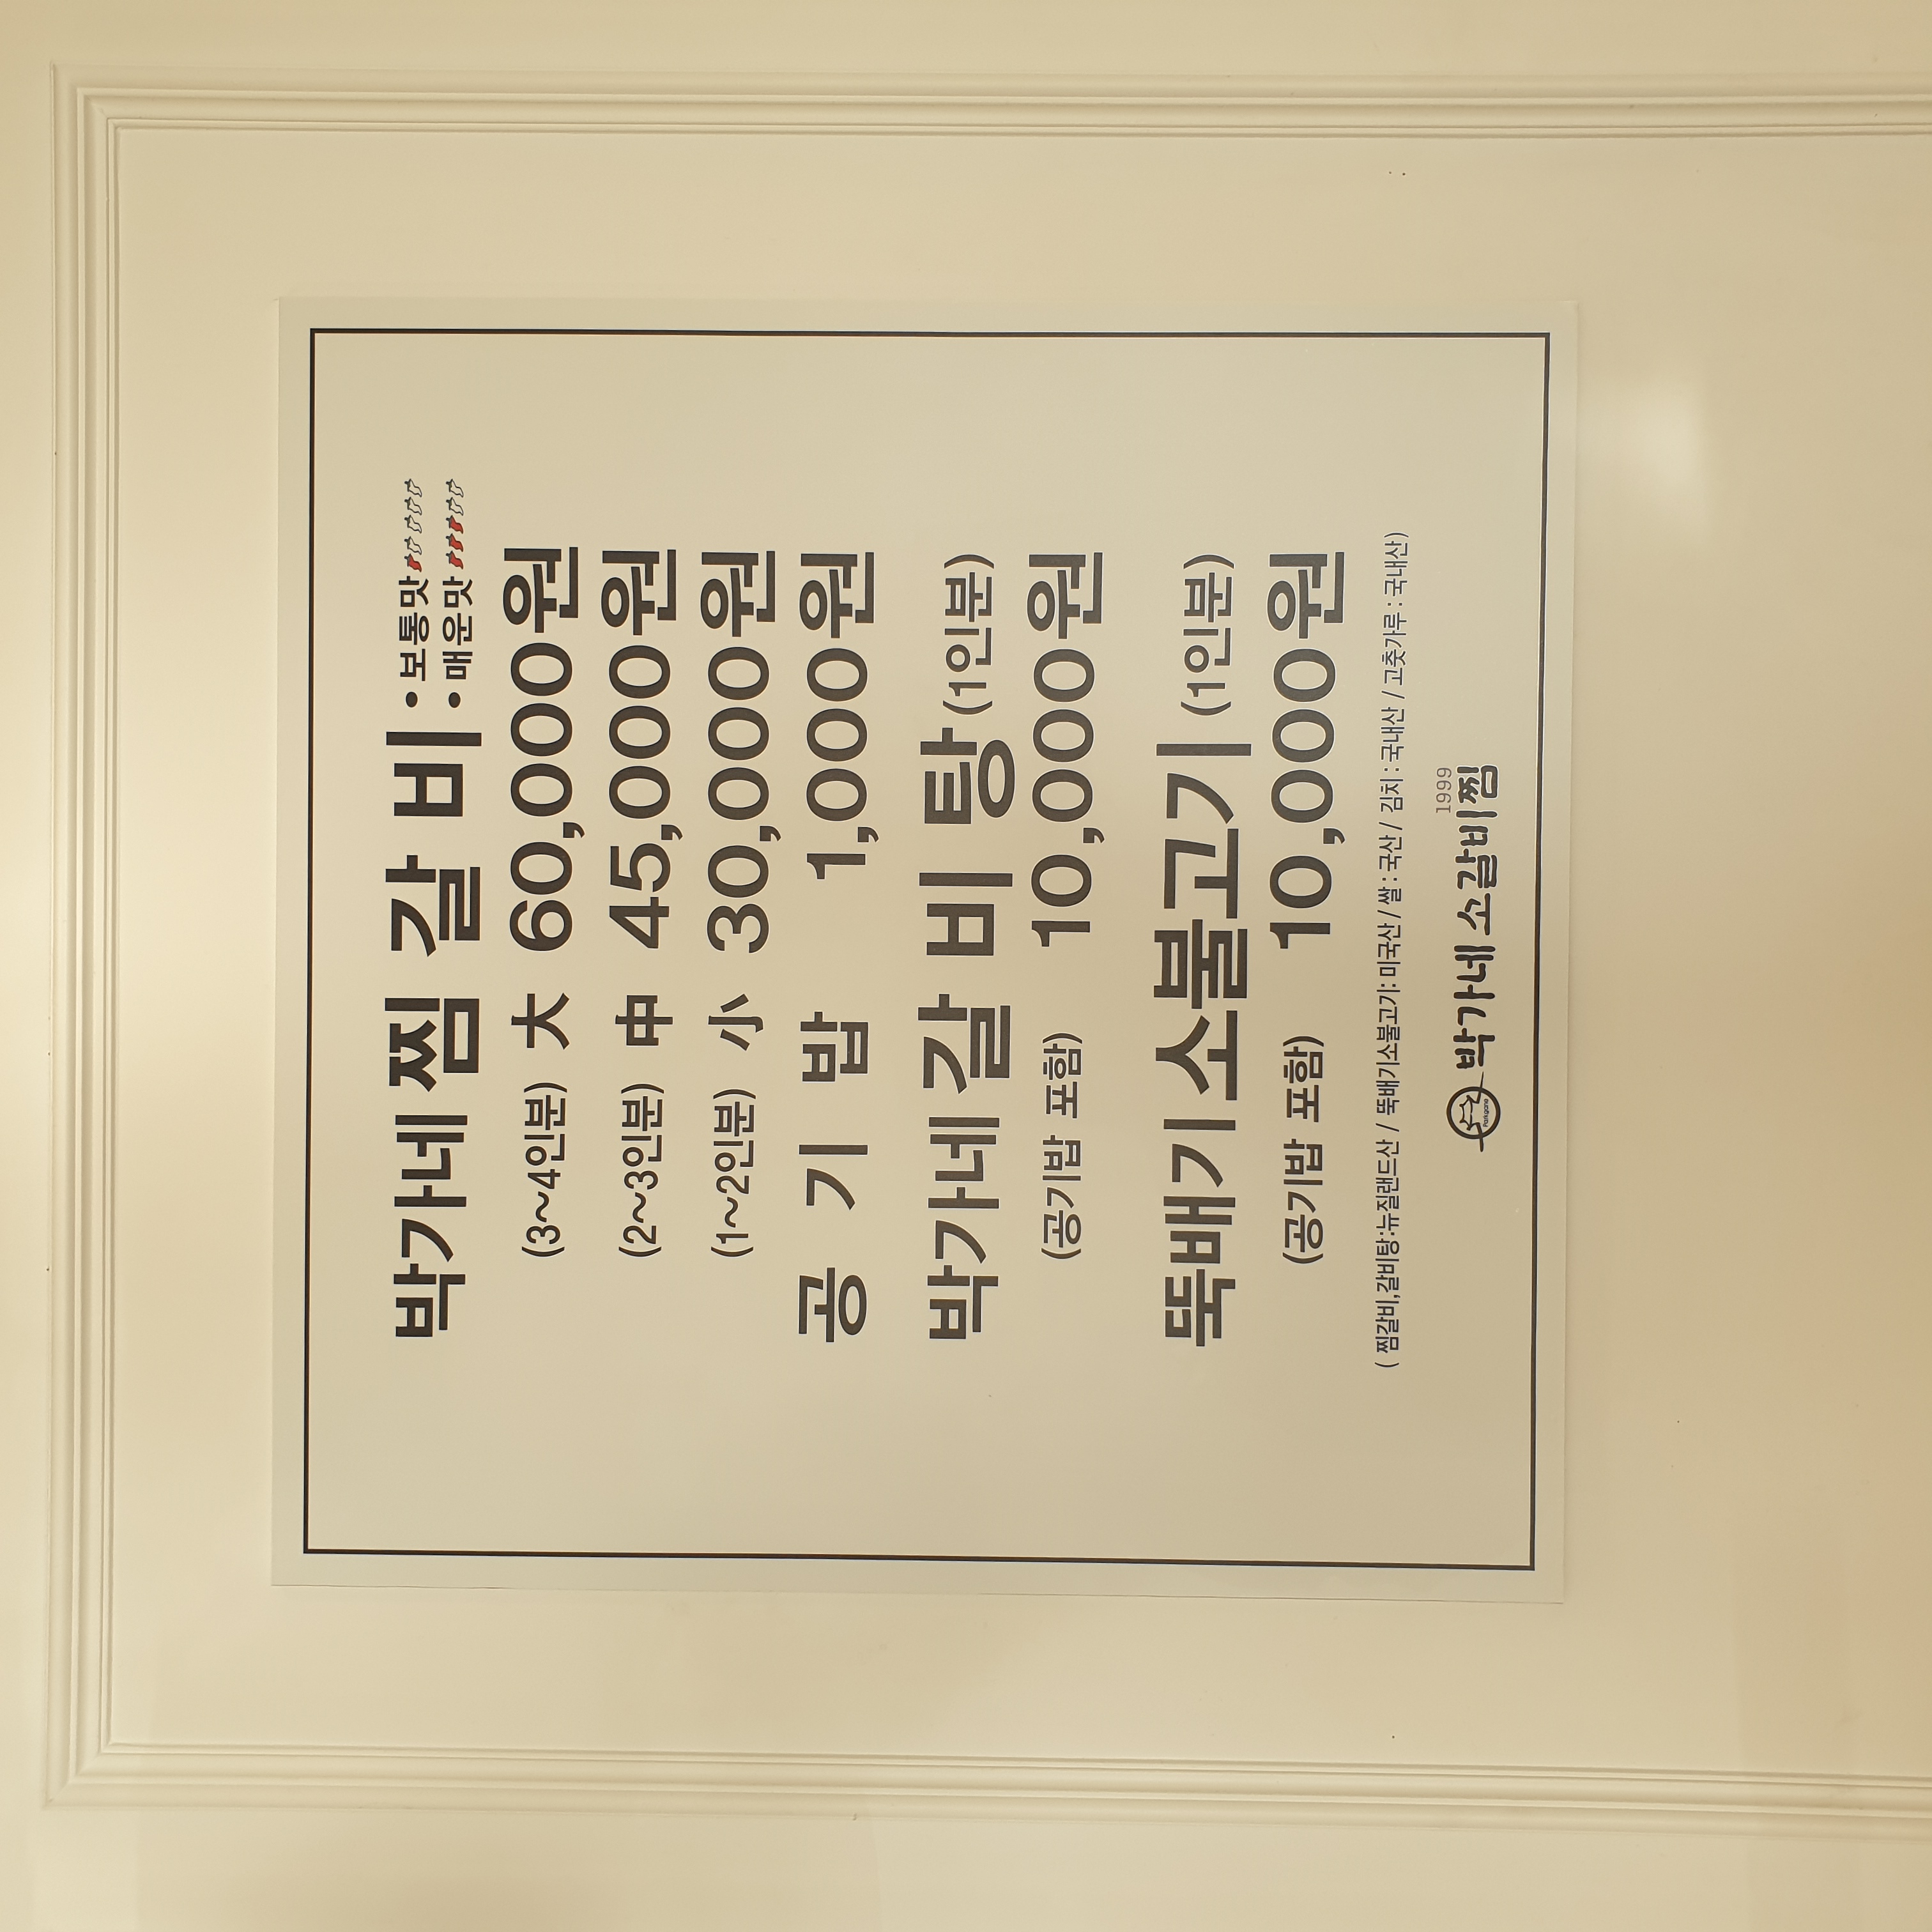 박가네 찜 갈 비 • 보통맛
• 매운맛
(3~4인분) 大 60,000원
(2~3인분) 中 45,000원
(1~2인분) 小 30,000원
공 기 밥 1,000원
박가네 갈 비 탕 (1인분)
(공기밥 포함) 10,000원
뚝배기 소불고기 (1인분)
(공기밥 포함) 10,000원
( 찜갈비,갈비탕:뉴질랜드산 / 뚝배기소불고기: 미국산 / 쌀 : 국산 / 김치 : 국내산 / 고춧가루 : 국내산)
1999
박가네 소갈비찜